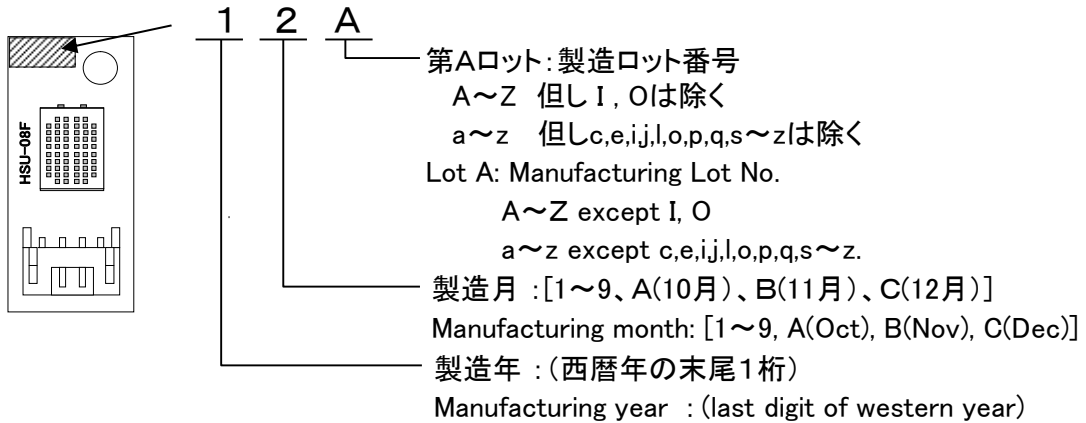 1 2 A
第Aロット:製造ロット番号
A~Z 但し I , Oは除く
a~z 但しc,e,i,j,l,o,p,q,s~zは除く
Lot A: Manufacturing Lot No.
A~Z except I, O
a~z except c,e,i,j,l,o,p,q,s~z.
製造月 :[1~9、A(10月)、B(11月)、C(12月)]
Manufacturing month: [1~9, A(Oct), B(Nov), C(Dec)]
製造年 :(西暦年の末尾1桁)
Manufacturing year :(last digit of western year)
HSU-08F